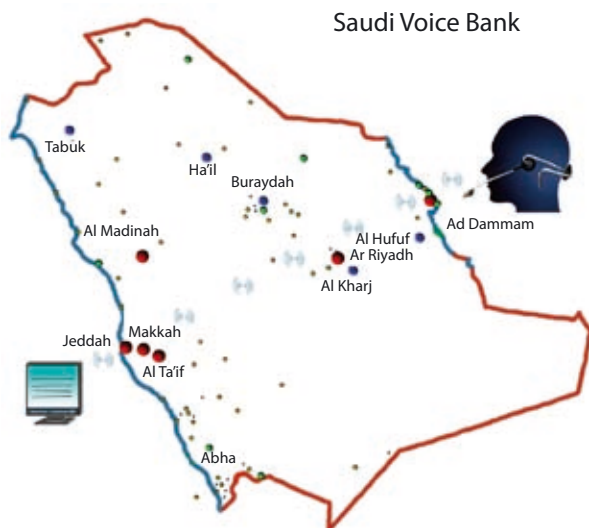 Saudi Voice Bank
Tabuk
Ha'il
Buraydah
Ad Dammam
Al Madinah
Al Hufuf
Ar Riyadh
Al Kharj
Jeddah
Makkah
Al Ta'if
Abha